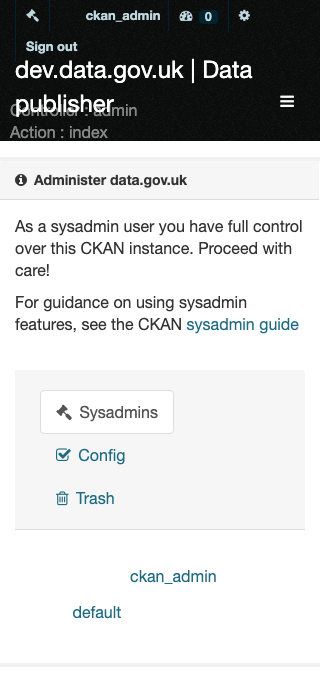 ckan_admin 0
Sign out
dev.data.gov.uk | Data
publisher
Controller : admin
Action : index
Administer data.gov.uk
As a sysadmin user you have full control
over this CKAN instance. Proceed with
care!
For guidance on using sysadmin
features, see the CKAN sysadmin guide
Sysadmins
Config
Trash
ckan_admin
default